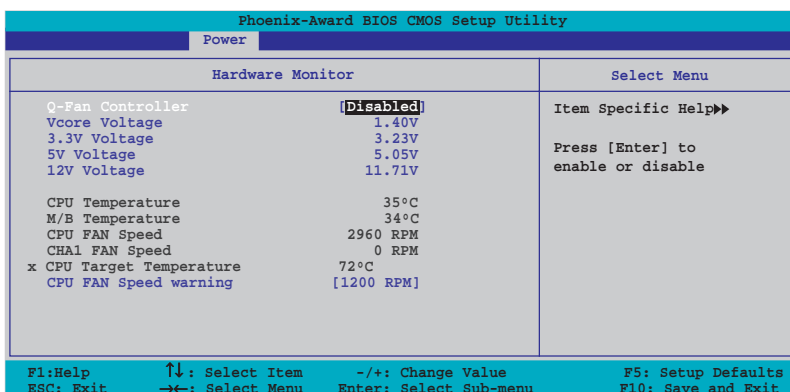 Phoenix-Award BIOS CMOS Setup Utility
Power
Hardware Monitor
Select Menu
Q-Fan Controller [Disabled]
Vcore Voltage 1.40V
3.3V Voltage 3.23V
5V Voltage 5.05V
12V Voltage 11.71V
CPU Temperature 35ºC
M/B Temperature 34ºC
CPU FAN Speed 2960 RPM
CHA1 FAN Speed 0 RPM
x CPU Target Temperature 72ºC
CPU FAN Speed warning [1200 RPM]
Item Specific Help▶▶
Press [Enter] to
enable or disable
F1:Help ↑↓: Select Item -/+: Change Value F5: Setup Defaults
ESC: Exit →←: Select Menu Enter: Select Sub-menu F10: Save and Exit